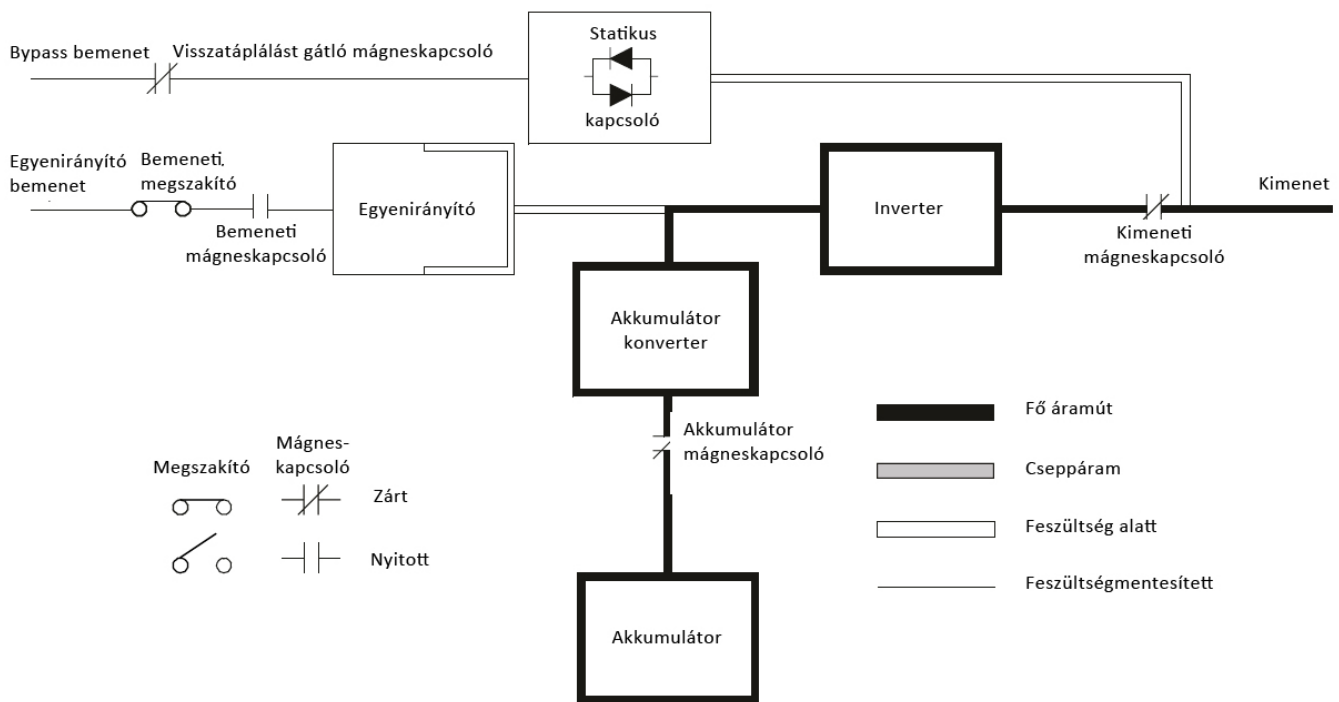 Statikus
kapcsoló
Bypass bemenet
Visszatáplálást gátló mágneskapcsoló
Egyenirányító
bemenet
Bemeneti.
megszakító
Bemeneti
mágneskapcsoló
Egyenirányító
Inverter
Kimenet
Kimeneti
mágneskapcsoló
Akkumulátor
konverter
Akkumulátor
mágneskapcsoló
Akkumulátor
Megszakító
Mágnes-
kapcsoló
Zárt
Nyitott
Fő áramút
Cseppáram
Feszültség alatt
Feszültségmentesített